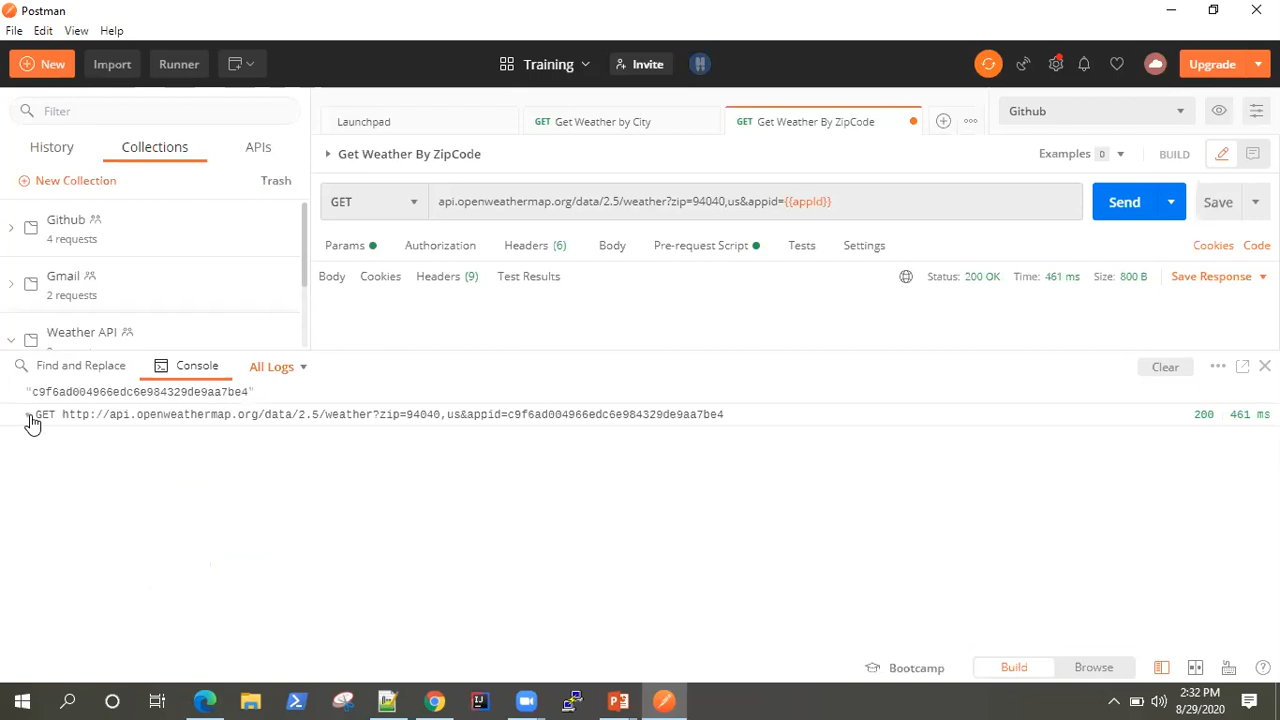 Postman
File Edit View Help
New Import Runner Training Invite Upgrade
Filter
Launchpad GET Get Weather by City GET Get Weather By ZipCode Github
History Collections APIs
Get Weather By ZipCode Examples 0 BUILD
New Collection Trash
GET api.openweathermap.org/data/2.5/weather?zip=94040,us&appid={{appId}} Send Save
Github
4 requests
Params Authorization Headers (6) Body Pre-request Script Tests Settings Cookies Code
Gmail
2 requests
Body Cookies Headers (9) Test Results Status: 200 OK Time: 461 ms Size: 800 B Save Response
Weather API
Find and Replace Console All Logs Clear
"c9f6ad004966edc6e984329de9aa7be4"
GET http://api.openweathermap.org/data/2.5/weather?zip=94040,us&appid=c9f6ad004966edc6e984329de9aa7be4 200 461 ms
Bootcamp Build Browse
2:32 PM
8/29/2020